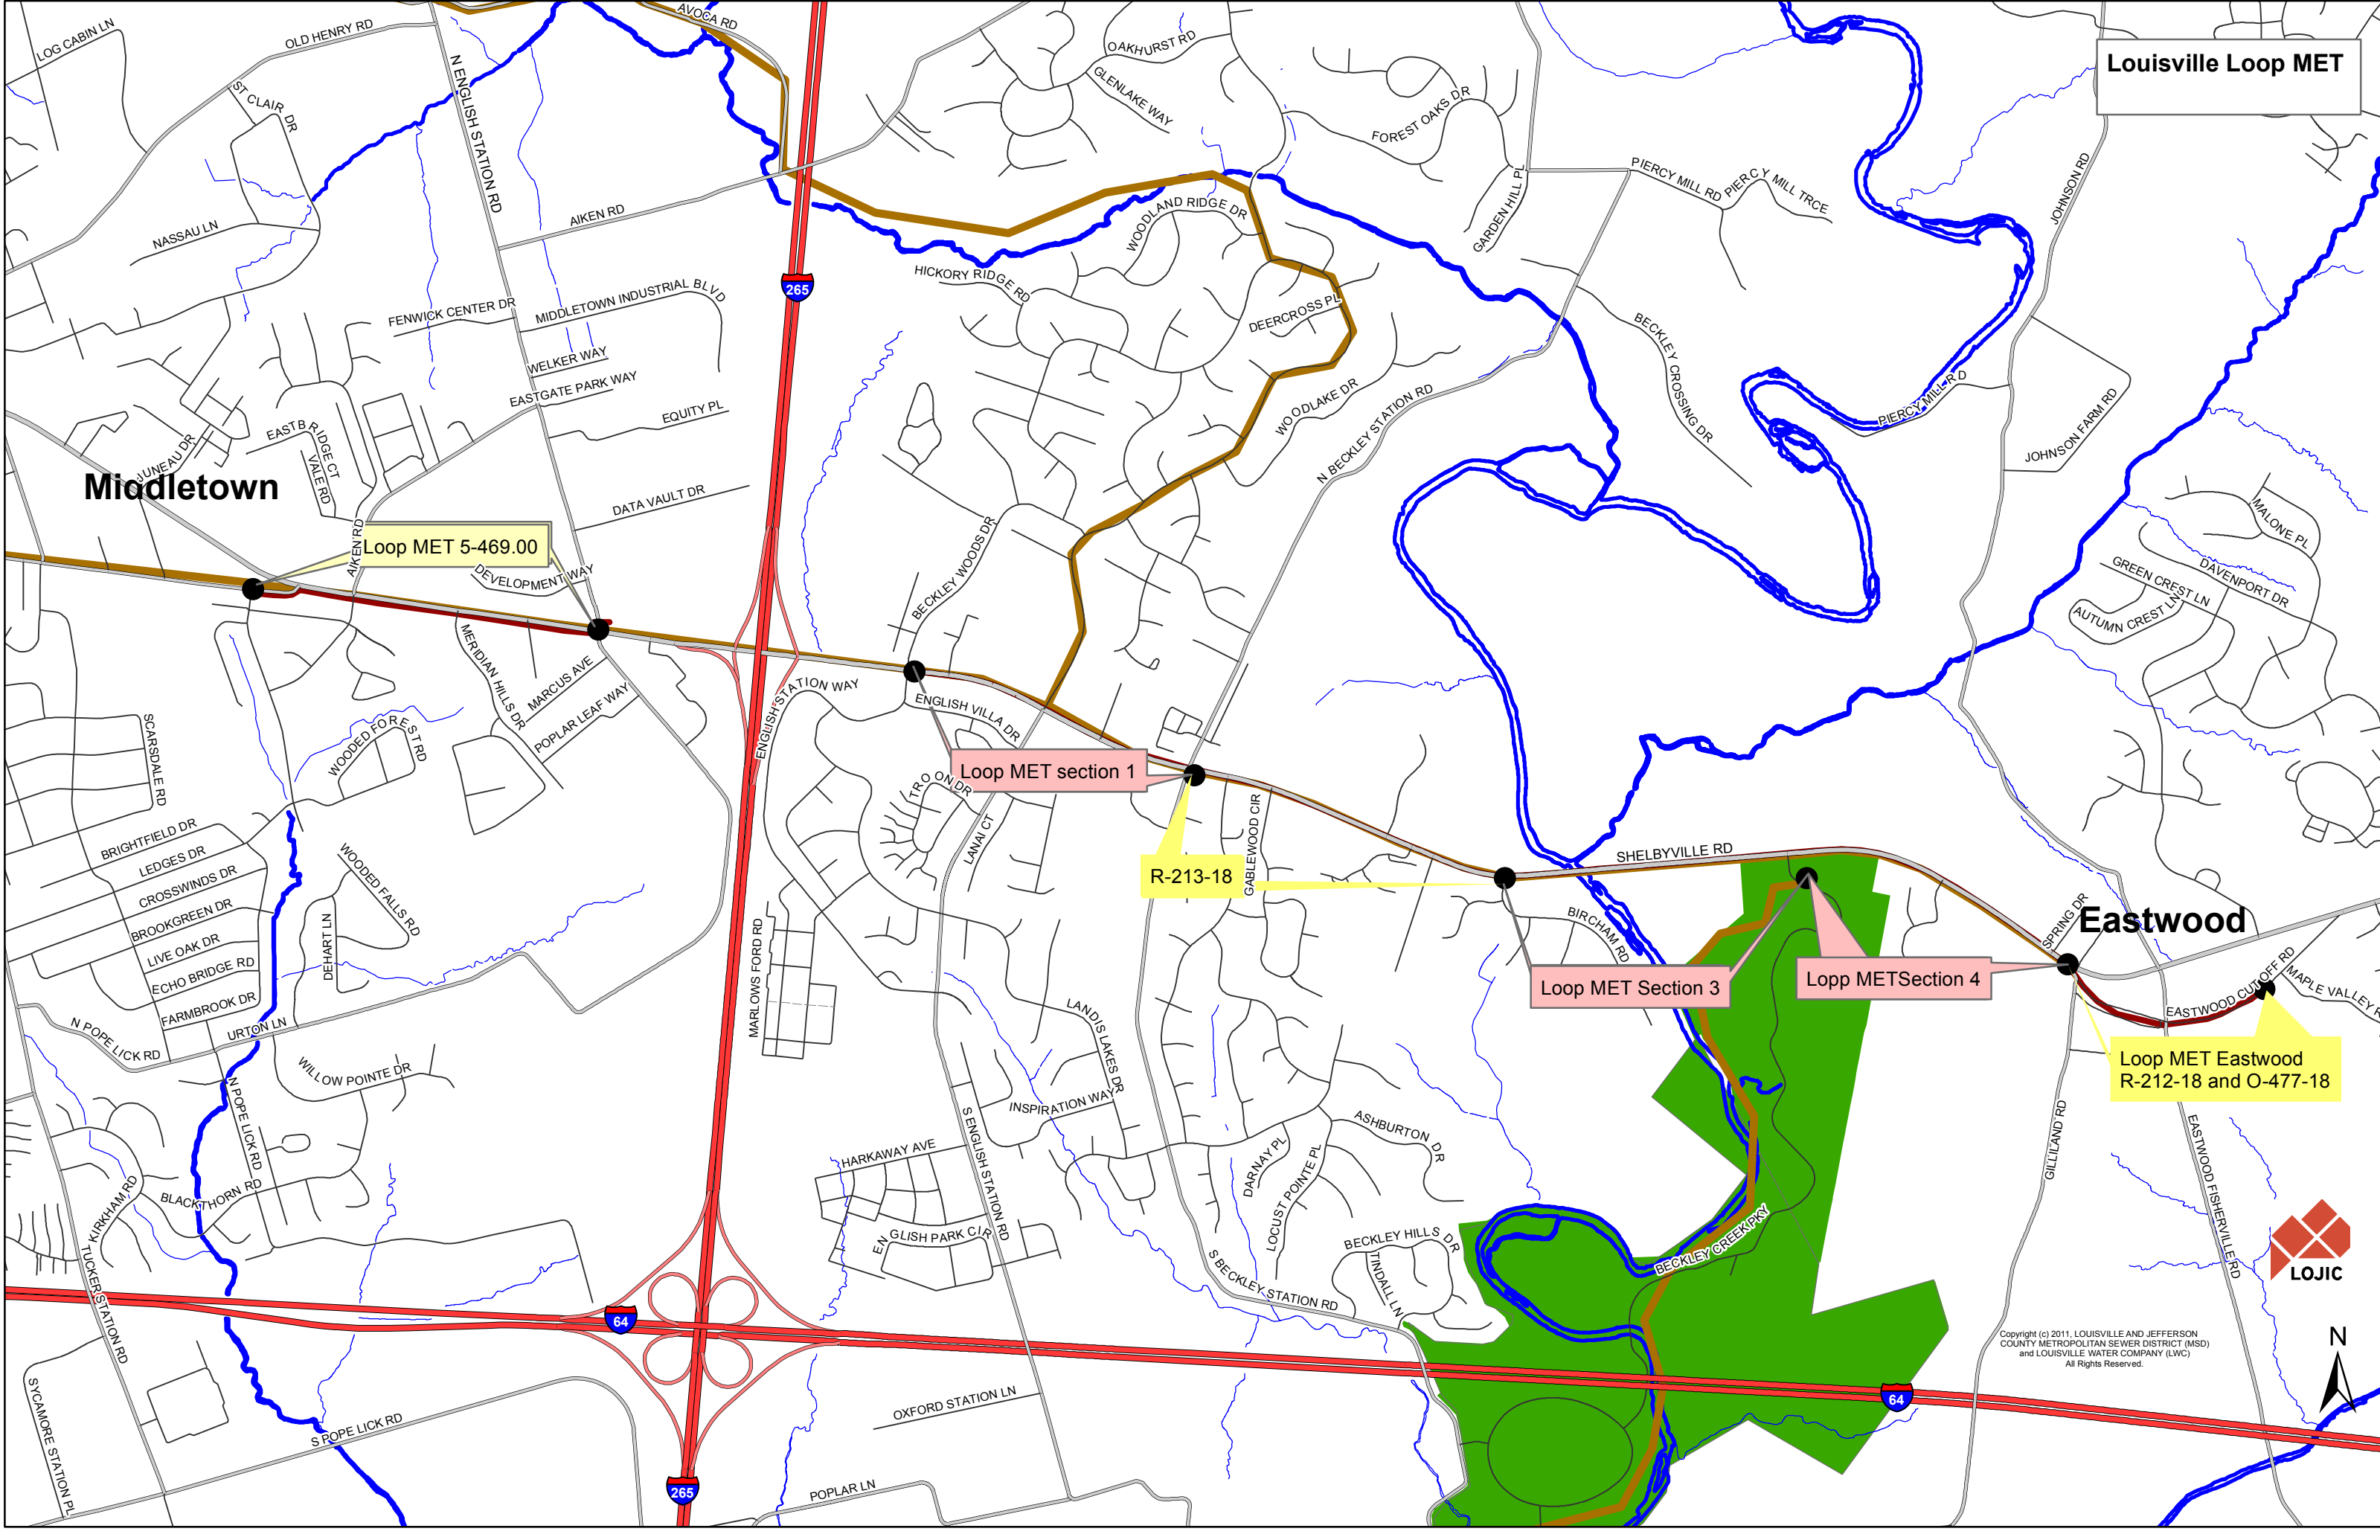 Louisville Loop MET
AVOCA RD
LOG CABIN LN
OLD HENRY RD
N ENGLISH STATION RD
ST CLAIR DR
OAKHURST RD
GLENLAKE WAY
FOREST OAKS DR
GARDEN HILL PL
PIERCY MILL RD
PIERCY MILL TRCE
JOHNSON RD
NASSAU LN
AIKEN RD
WOODLAND RIDGE DR
HICKORY RIDGE RD
265
FENWICK CENTER DR
MIDDLETOWN INDUSTRIAL BLVD
DEERCROSS PL
BECKLEY CROSSING DR
WELKER WAY
EASTGATE PARK WAY
EQUITY PL
WOODLAKE DR
N BECKLEY STATION RD
PIERCY MILL RD
JOHNSON FARM RD
JUNEAU DR
EASTBRIDGE CT
VALE RD
Middletown
DATA VAULT DR
MALONE PL
DAVENPORT DR
GREEN CREST LN
AUTUMN CREST LN
AIKEN RD
Loop MET 5-469.00
DEVELOPMENT WAY
BECKLEY WOODS DR
MERIDIAN HILLS DR
MARCUS AVE
POPLAR LEAF WAY
ENGLISH STATION WAY
ENGLISH VILLA DR
SCARSDALE RD
WOODED FOREST RD
Loop MET section 1
TROON DR
LANAI CT
GABLEWOOD CIR
R-213-18
SHELBYVILLE RD
BRIGHTFIELD DR
LEDGES DR
CROSSWINDS DR
BROOKGREEN DR
LIVE OAK DR
ECHO BRIDGE RD
FARMBROOK DR
WOODED FALLS RD
DEHART LN
MARLOWS FORD RD
BIRCHAM RD
SPRING DR
Eastwood
Loop MET Section 3
Lopp METSection 4
EASTWOOD CUT OFF RD
MAPLE VALLEY R
Loop MET Eastwood
R-212-18 and O-477-18
N POPE LICK RD
URTON LN
WILLOW POINTE DR
N POPE LICK RD
LANDIS LAKES DR
INSPIRATION WAY
S ENGLISH STATION RD
HARKAWAY AVE
ENGLISH PARK CIR
ASHBURTON DR
DARNAY PL
LOCUST POINTE PL
BECKLEY HILLS DR
TINDALL LN
BECKLEY CREEK PKY
S BECKLEY STATION RD
GILLILAND RD
EASTWOOD FISHERVILLE RD
KIRKHAM RD
BLACKTHORN RD
TUCKER STATION RD
64
LOJIC
Copyright (c) 2011, LOUISVILLE AND JEFFERSON
COUNTY METROPOLITAN SEWER DISTRICT (MSD)
and LOUISVILLE WATER COMPANY (LWC)
All Rights Reserved.
N
64
SYCAMORE STATION PL
S POPE LICK RD
OXFORD STATION LN
265
POPLAR LN